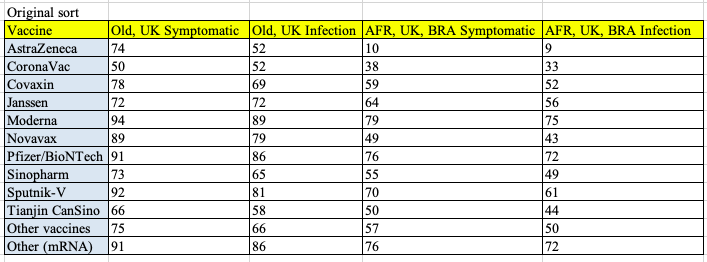 Original sort
Vaccine Old, UK Symptomatic Old, UK Infection AFR, UK, BRA Symptomatic AFR, UK, BRA Infection
AstraZeneca 74 52 10 9
CoronaVac 50 52 38 33
Covaxin 78 69 59 52
Janssen 72 72 64 56
Moderna 94 89 79 75
Novavax 89 79 49 43
Pfizer/BioNTech 91 86 76 72
Sinopharm 73 65 55 49
Sputnik-V 92 81 70 61
Tianjin CanSino 66 58 50 44
Other vaccines 75 66 57 50
Other (mRNA) 91 86 76 72